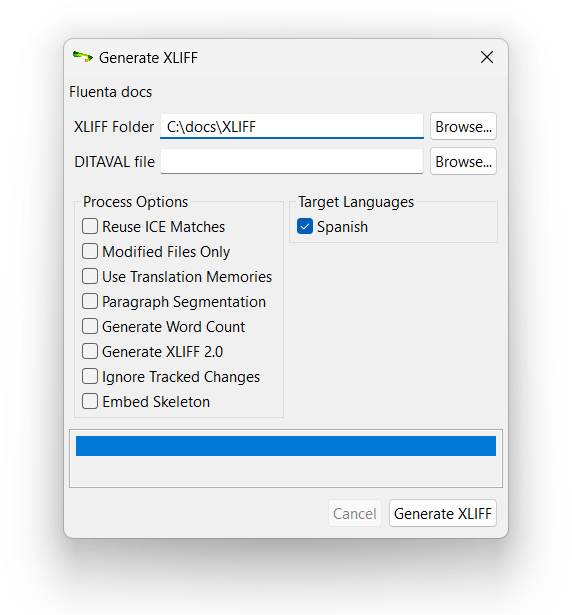 Generate XLIFF
Fluenta docs
XLIFF Folder C:\docs\XLIFF Browse...
DITAVAL file Browse...
Process Options
Reuse ICE Matches
Modified Files Only
Use Translation Memories
Paragraph Segmentation
Generate Word Count
Generate XLIFF 2.0
Ignore Tracked Changes
Embed Skeleton
Target Languages
Spanish
Cancel Generate XLIFF